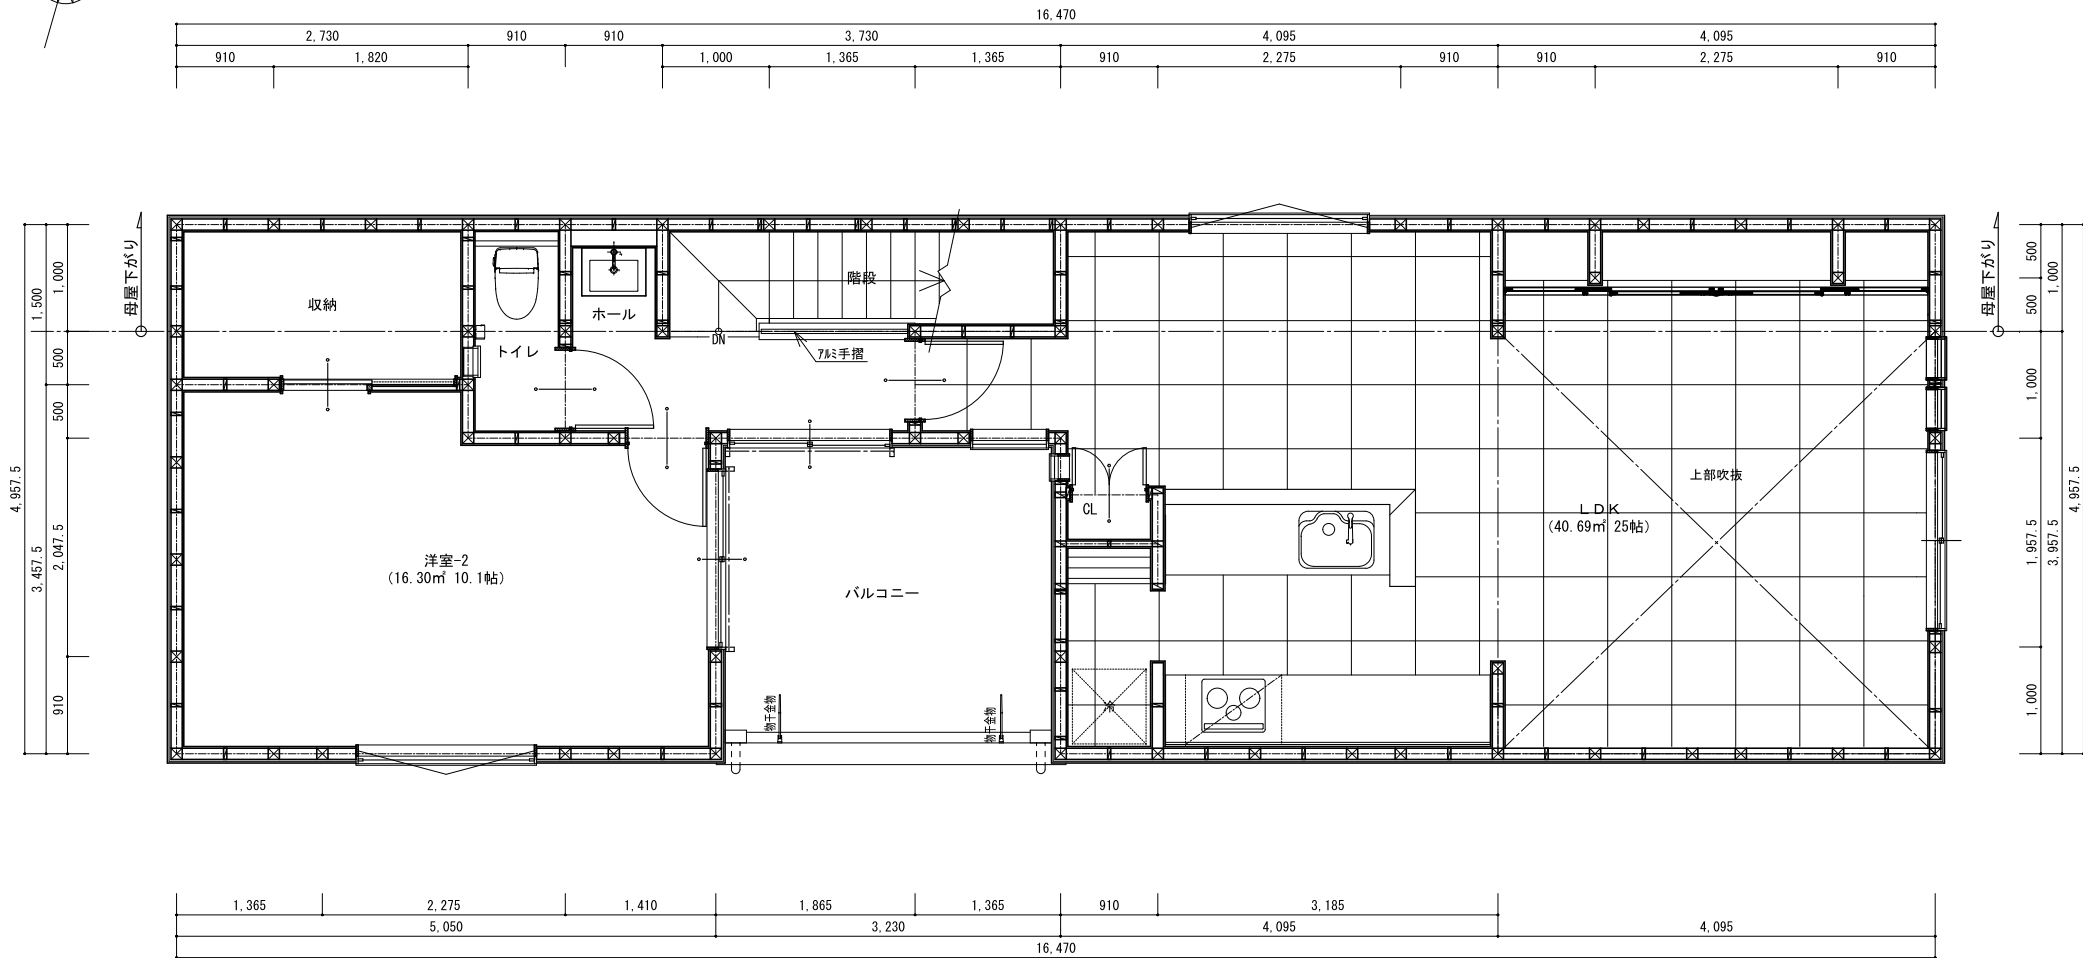 16,470
2,730 910 910 3,730 4,095 4,095
910 1,820 1,000 1,365 1,365 910 2,275 910 910 2,275 910
母屋下がり
母屋下がり
1,000
1,500
500
500
4,957.5
3,457.5
2,047.5
910
500
1,000
500
1,000
4,957.5
3,957.5
1,957.5
1,000
収納
トイレ
ホール
階段
DN
アルミ手摺
上部吹抜
CL
LDK
(40.69㎡ 25帖)
洋室-2
(16.30㎡ 10.1帖)
バルコニー
物干金物
物干金物
冷
1,365 2,275 1,410 1,865 1,365 910 3,185
5,050 3,230 4,095 4,095
16,470